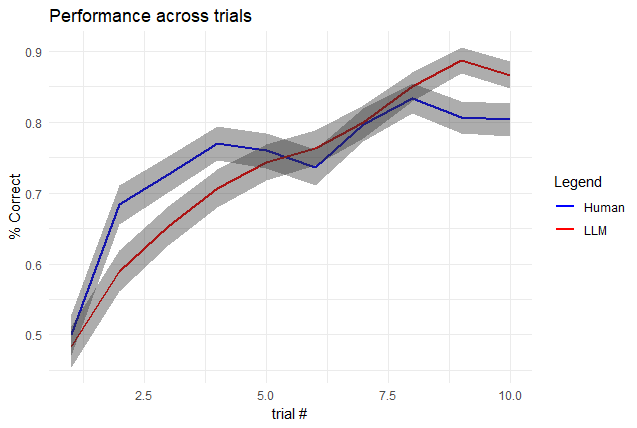 Performance across trials
0.9
0.8
0.7
0.6
0.5
% Correct
2.5
5.0
7.5
10.0
trial #
Legend
Human
LLM